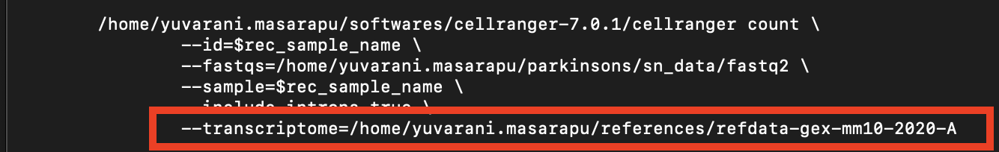 /home/yuvarani.masarapu/softwares/cellranger-7.0.1/cellranger count \
--id=$rec_sample_name \
--fastqs=/home/yuvarani.masarapu/parkinsons/sn_data/fastq2 \
--sample=$rec_sample_name \
include introns true \
--transcriptome=/home/yuvarani.masarapu/references/refdata-gex-mm10-2020-A